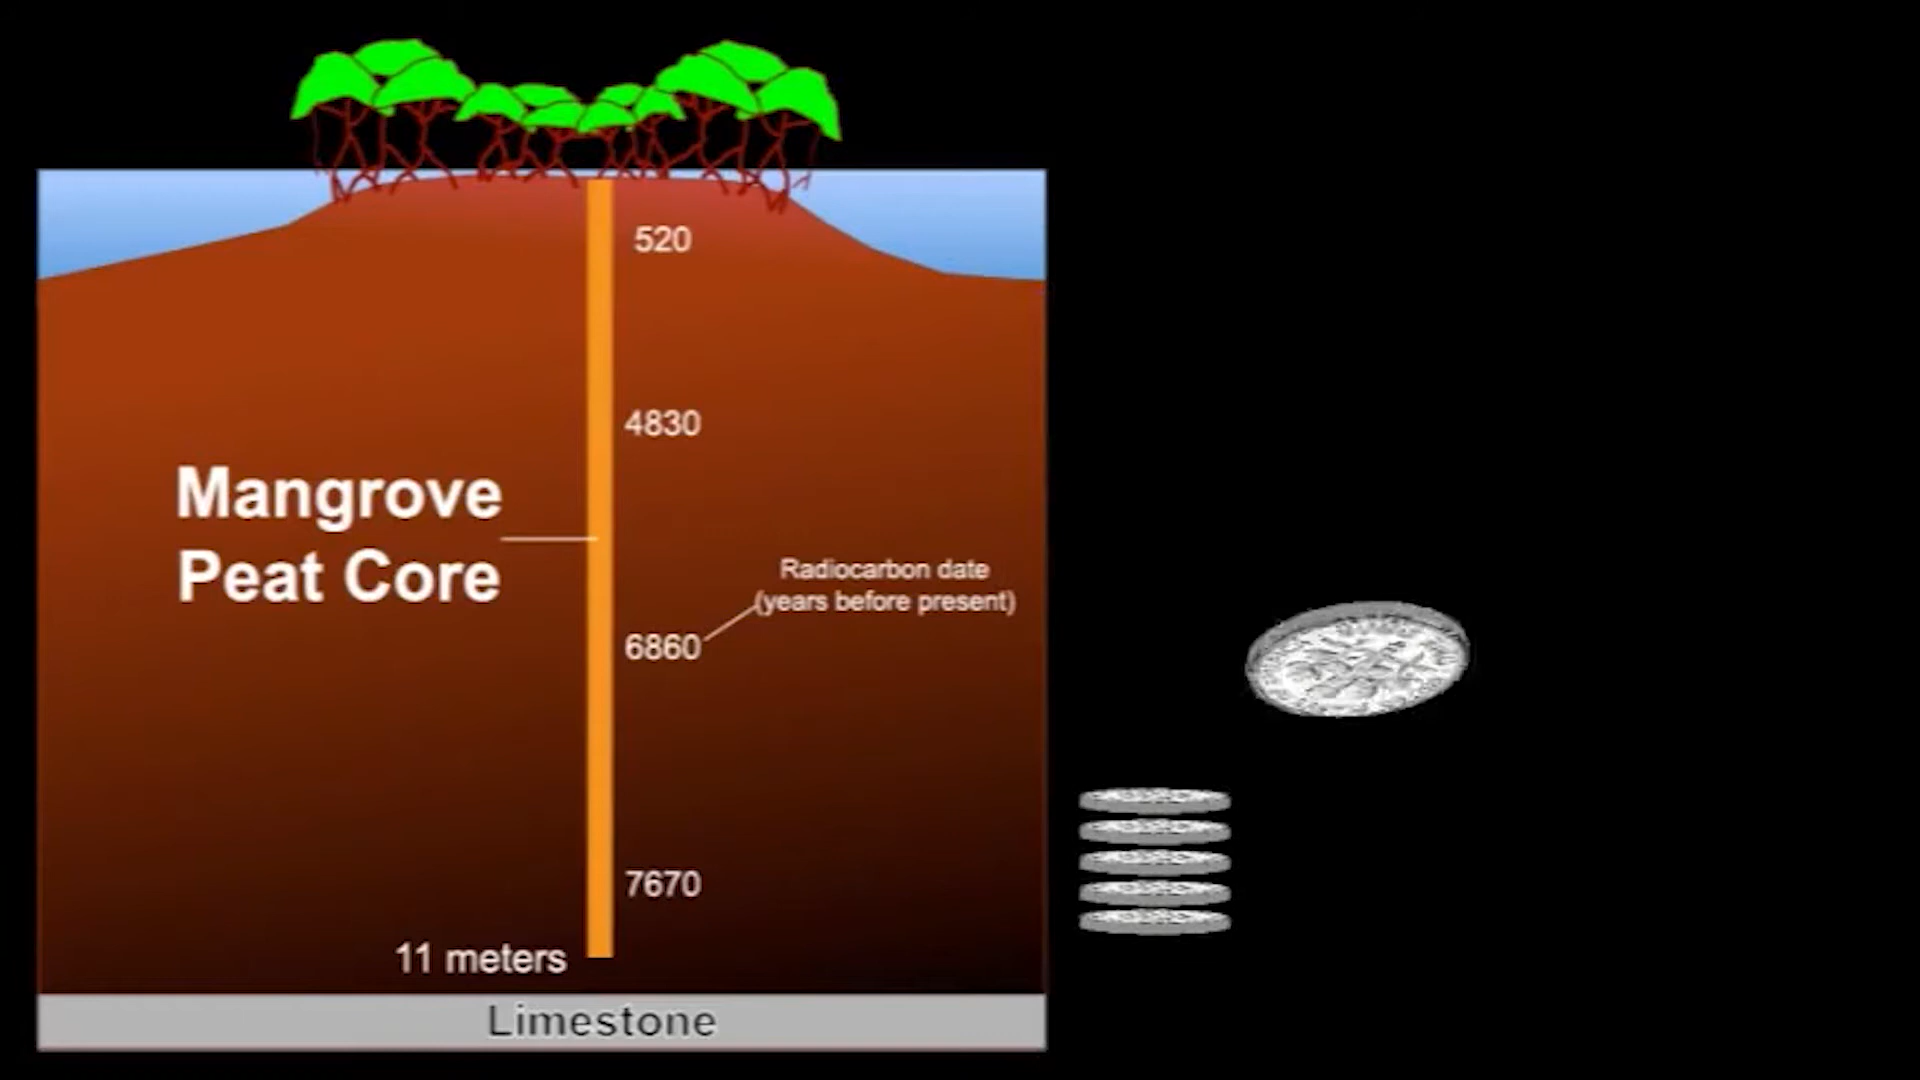 520
4830
Mangrove
Peat Core
Radiocarbon date
(years before present)
6860
7670
11 meters
Limestone